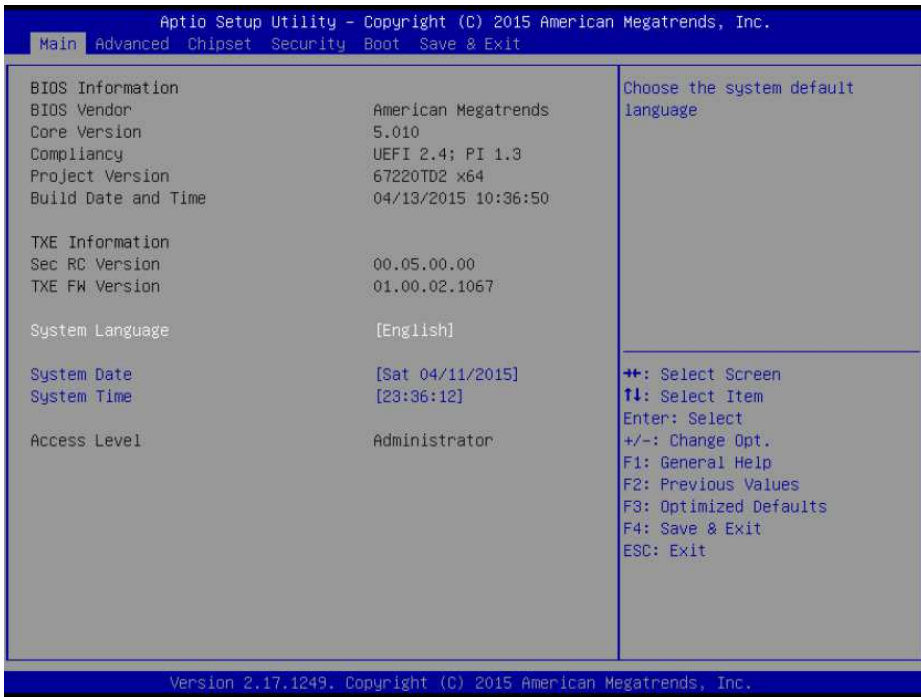 Aptio Setup Utility – Copyright (C) 2015 American Megatrends, Inc.
Main Advanced Chipset Security Boot Save & Exit
BIOS Information
BIOS Vendor American Megatrends
Core Version 5.010
Compliancy UEFI 2.4; PI 1.3
Project Version 67220TD2 x64
Build Date and Time 04/13/2015 10:36:50
TXE Information
Sec RC Version 00.05.00.00
TXE FW Version 01.00.02.1067
System Language [English]
System Date [Sat 04/11/2015]
System Time [23:36:12]
Access Level Administrator
Choose the system default
language
→←: Select Screen
↑↓: Select Item
Enter: Select
+/-: Change Opt.
F1: General Help
F2: Previous Values
F3: Optimized Defaults
F4: Save & Exit
ESC: Exit
Version 2.17.1249. Copyright (C) 2015 American Megatrends, Inc.